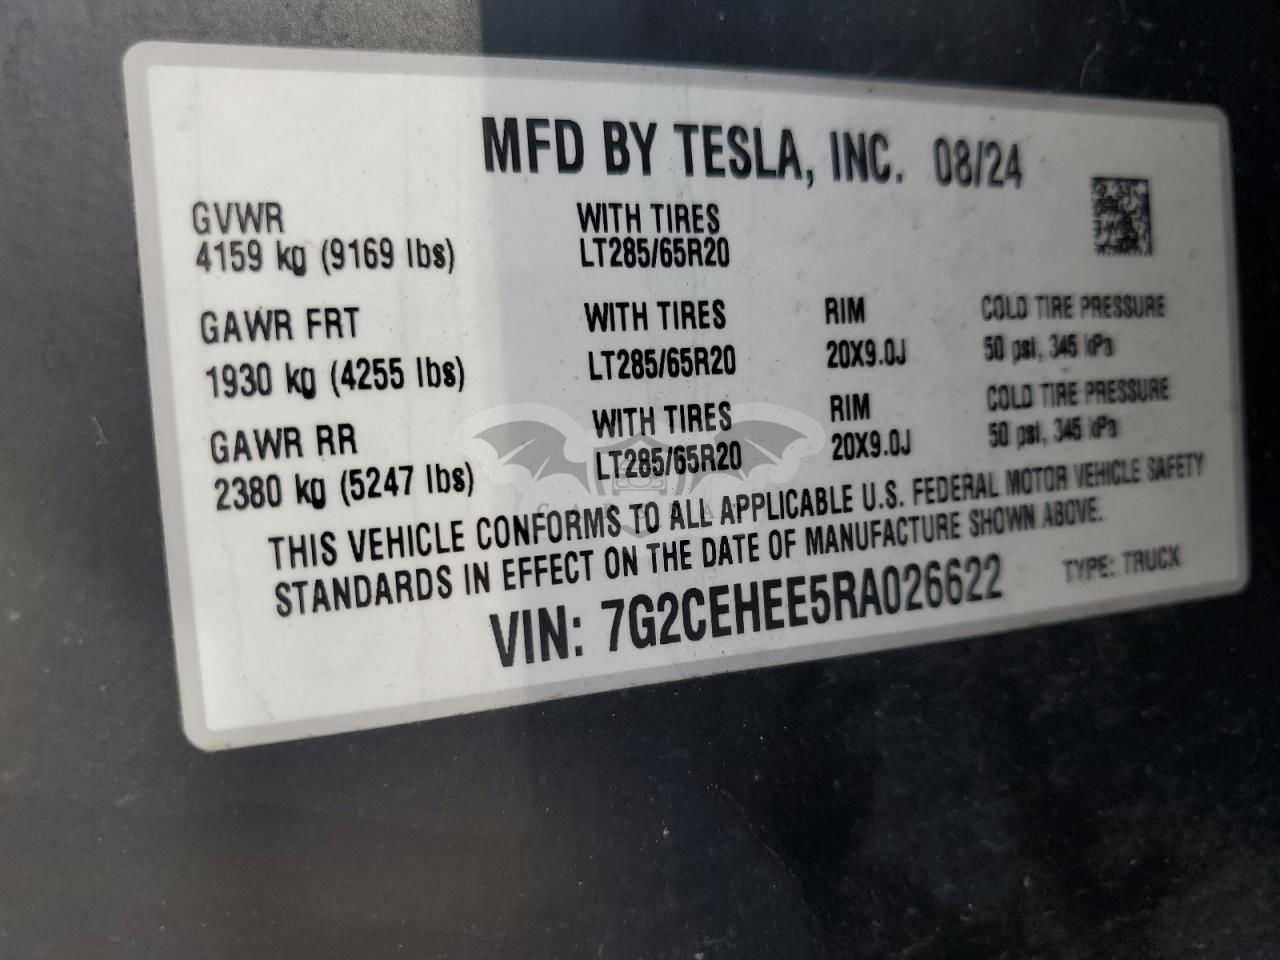 MFD BY TESLA, INC. 08/24
GVWR WITH TIRES
4159 kg (9169 lbs) LT285/65R20
GAWR FRT WITH TIRES RIM COLD TIRE PRESSURE
1930 kg (4255 lbs) LT285/65R20 20X9.0J 50 psi, 345 kPa
GAWR RR WITH TIRES RIM COLD TIRE PRESSURE
2380 kg (5247 lbs) LT285/65R20 20X9.0J 50 psi, 345 kPa
THIS VEHICLE CONFORMS TO ALL APPLICABLE U.S. FEDERAL MOTOR VEHICLE SAFETY
STANDARDS IN EFFECT ON THE DATE OF MANUFACTURE SHOWN ABOVE.
VIN: 7G2CEHEE5RA026622 TYPE: TRUCK